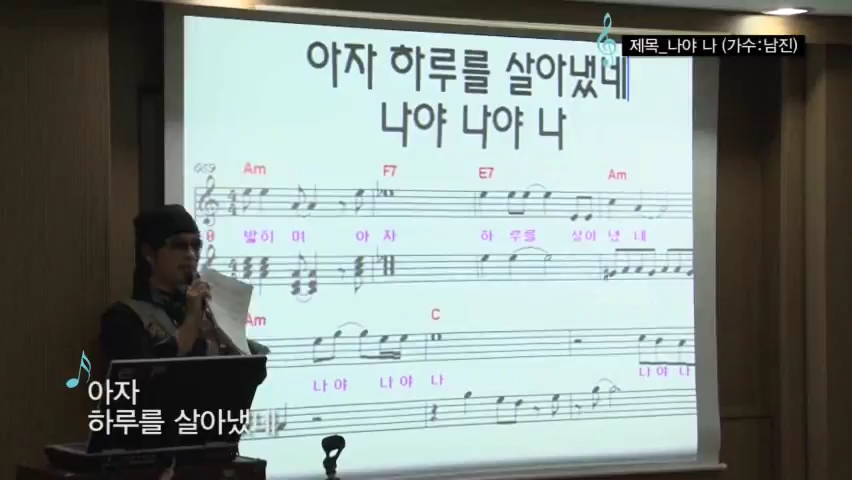 제목_나야 나 (가수:남진)
아자 하루를 살아냈네
나야 나야 나
Am F7 E7 Am
밟히 며 아 자 하 루를 살아 냈 네
Am C
나 야 나 야 나 나 야 나
아자
하루를 살아냈네